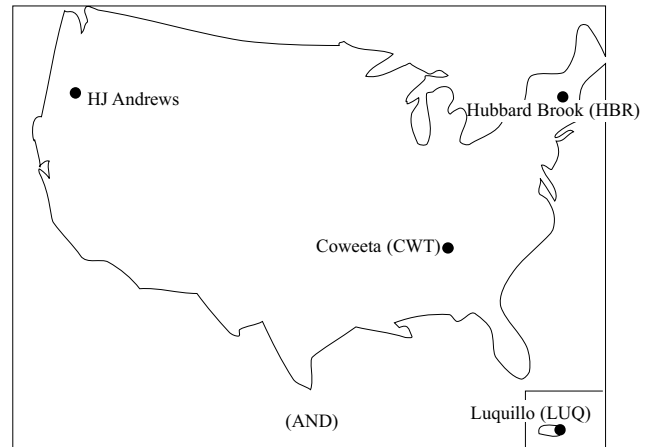 HJ Andrews
Hubbard Brook (HBR)
Coweeta (CWT)
Luquillo (LUQ)
(AND)